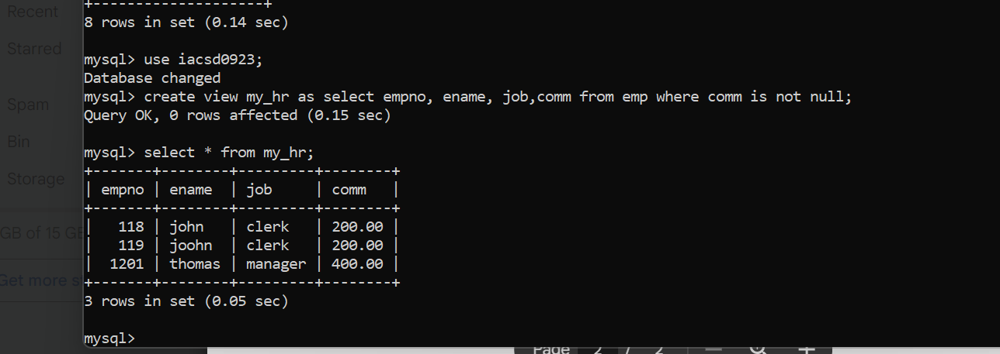 Recent
Starred
Spam
Bin
Storage
GB of 15 GB
Get more s
+--------------------+
8 rows in set (0.14 sec)
mysql> use iacsd0923;
Database changed
mysql> create view my_hr as select empno, ename, job,comm from emp where comm is not null;
Query OK, 0 rows affected (0.15 sec)
mysql> select * from my_hr;
+-------+--------+---------+--------+
| empno | ename  | job     | comm   |
+-------+--------+---------+--------+
|   118 | john   | clerk   | 200.00 |
|   119 | joohn  | clerk   | 200.00 |
|  1201 | thomas | manager | 400.00 |
+-------+--------+---------+--------+
3 rows in set (0.05 sec)
mysql>
Page 2 / 2